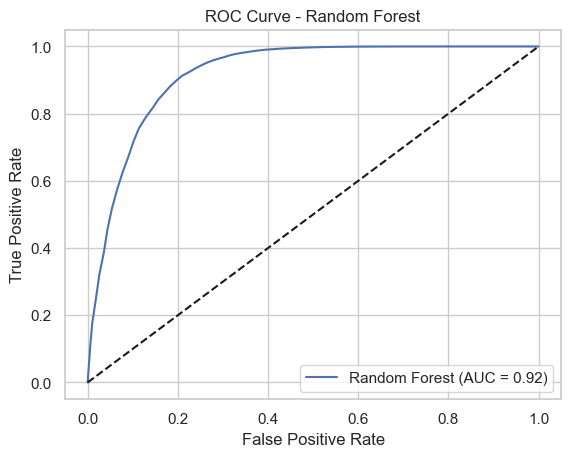 ROC Curve - Random Forest
True Positive Rate
1.0
0.8
0.6
0.4
0.2
0.0
Random Forest (AUC = 0.92)
0.0 0.2 0.4 0.6 0.8 1.0
False Positive Rate